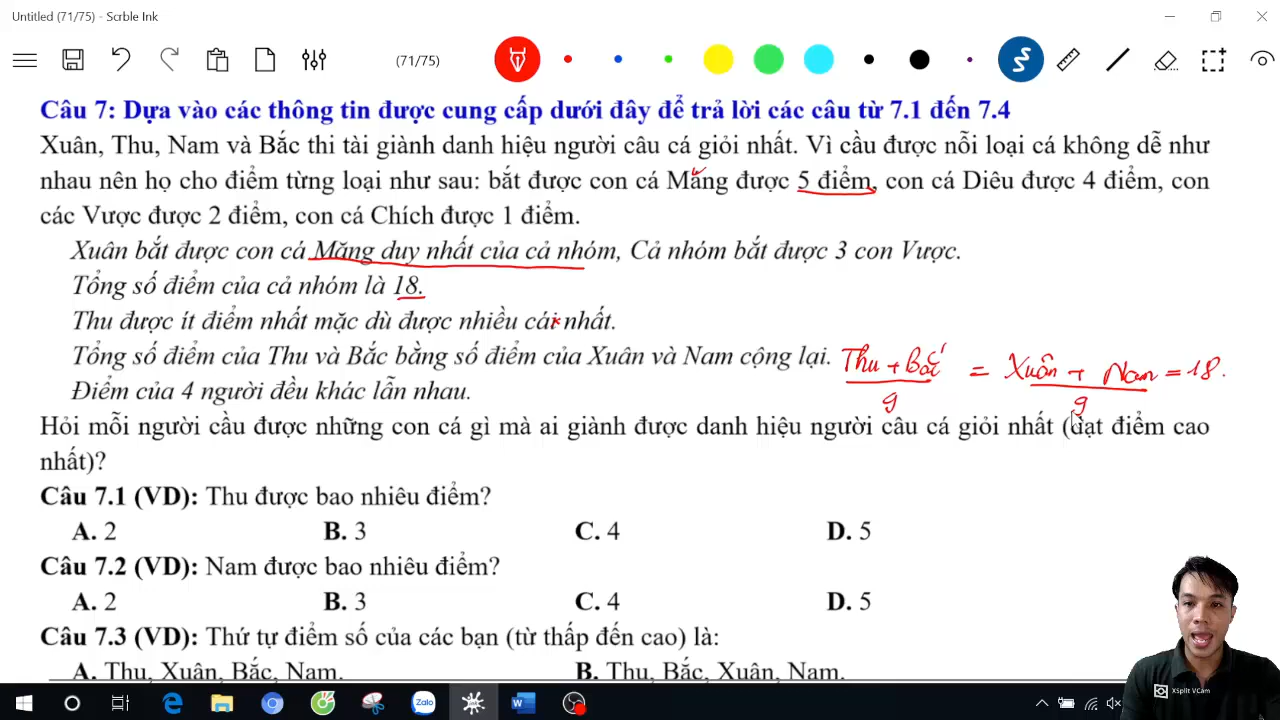 Untitled (71/75) - Scrble Ink
(71/75)
Câu 7: Dựa vào các thông tin được cung cấp dưới đây để trả lời các câu từ 7.1 đến 7.4
Xuân, Thu, Nam và Bắc thi tài giành danh hiệu người câu cá giỏi nhất. Vì cầu được nỗi loại cá không dễ như
nhau nên họ cho điểm từng loại như sau: bắt được con cá Măng được 5 điểm, con cá Diêu được 4 điểm, con
các Vược được 2 điểm, con cá Chích được 1 điểm.
Xuân bắt được con cá Măng duy nhất của cả nhóm, Cả nhóm bắt được 3 con Vược.
Tổng số điểm của cả nhóm là 18.
Thu được ít điểm nhất mặc dù được nhiều cái nhất.
Tổng số điểm của Thu và Bắc bằng số điểm của Xuân và Nam cộng lại. Thu + Bắc = Xuân + Nam = 18.
9 9
Điểm của 4 người đều khác lẫn nhau.
Hỏi mỗi người cầu được những con cá gì mà ai giành được danh hiệu người câu cá giỏi nhất (đạt điểm cao
nhất)?
Câu 7.1 (VD): Thu được bao nhiêu điểm?
A. 2 B. 3 C. 4 D. 5
Câu 7.2 (VD): Nam được bao nhiêu điểm?
A. 2 B. 3 C. 4 D. 5
Câu 7.3 (VD): Thứ tự điểm số của các bạn (từ thấp đến cao) là:
A. Thu, Xuân, Bắc, Nam. B. Thu, Bắc, Xuân, Nam.
XSplit VCam
Zalo